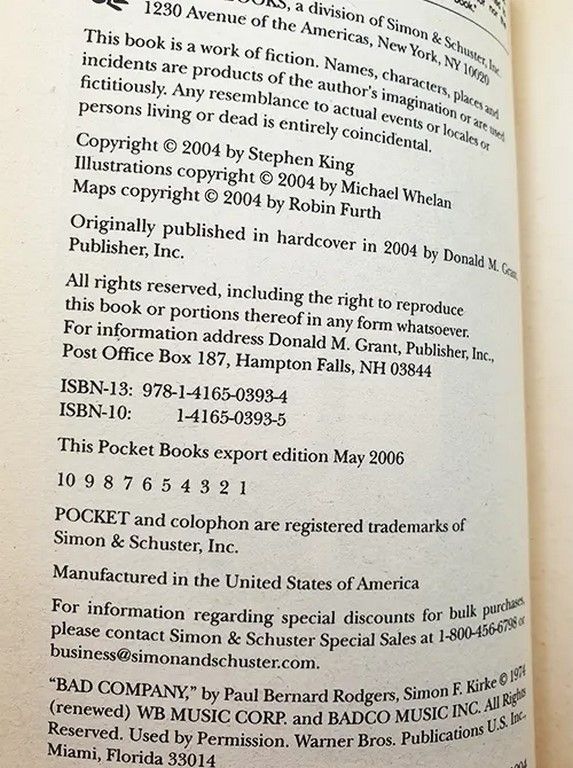 BOOKS, a division of Simon & Schuster, Inc.
1230 Avenue of the Americas, New York, NY 10020
This book is a work of fiction. Names, characters, places and
incidents are products of the author's imagination or are used
fictitiously. Any resemblance to actual events or locales or
persons living or dead is entirely coincidental.
Copyright © 2004 by Stephen King
Illustrations copyright © 2004 by Michael Whelan
Maps copyright © 2004 by Robin Furth
Originally published in hardcover in 2004 by Donald M. Grant
Publisher, Inc.
All rights reserved, including the right to reproduce
this book or portions thereof in any form whatsoever.
For information address Donald M. Grant, Publisher, Inc.,
Post Office Box 187, Hampton Falls, NH 03844
ISBN-13: 978-1-4165-0393-4
ISBN-10: 1-4165-0393-5
This Pocket Books export edition May 2006
10 9 8 7 6 5 4 3 2 1
POCKET and colophon are registered trademarks of
Simon & Schuster, Inc.
Manufactured in the United States of America
For information regarding special discounts for bulk purchases,
please contact Simon & Schuster Special Sales at 1-800-456-6798 or
business@simonandschuster.com.
"BAD COMPANY," by Paul Bernard Rodgers, Simon F. Kirke © 1974
(renewed) WB MUSIC CORP. and BADCO MUSIC INC. All Rights
Reserved. Used by Permission. Warner Bros. Publications U.S. Inc.,
Miami, Florida 33014